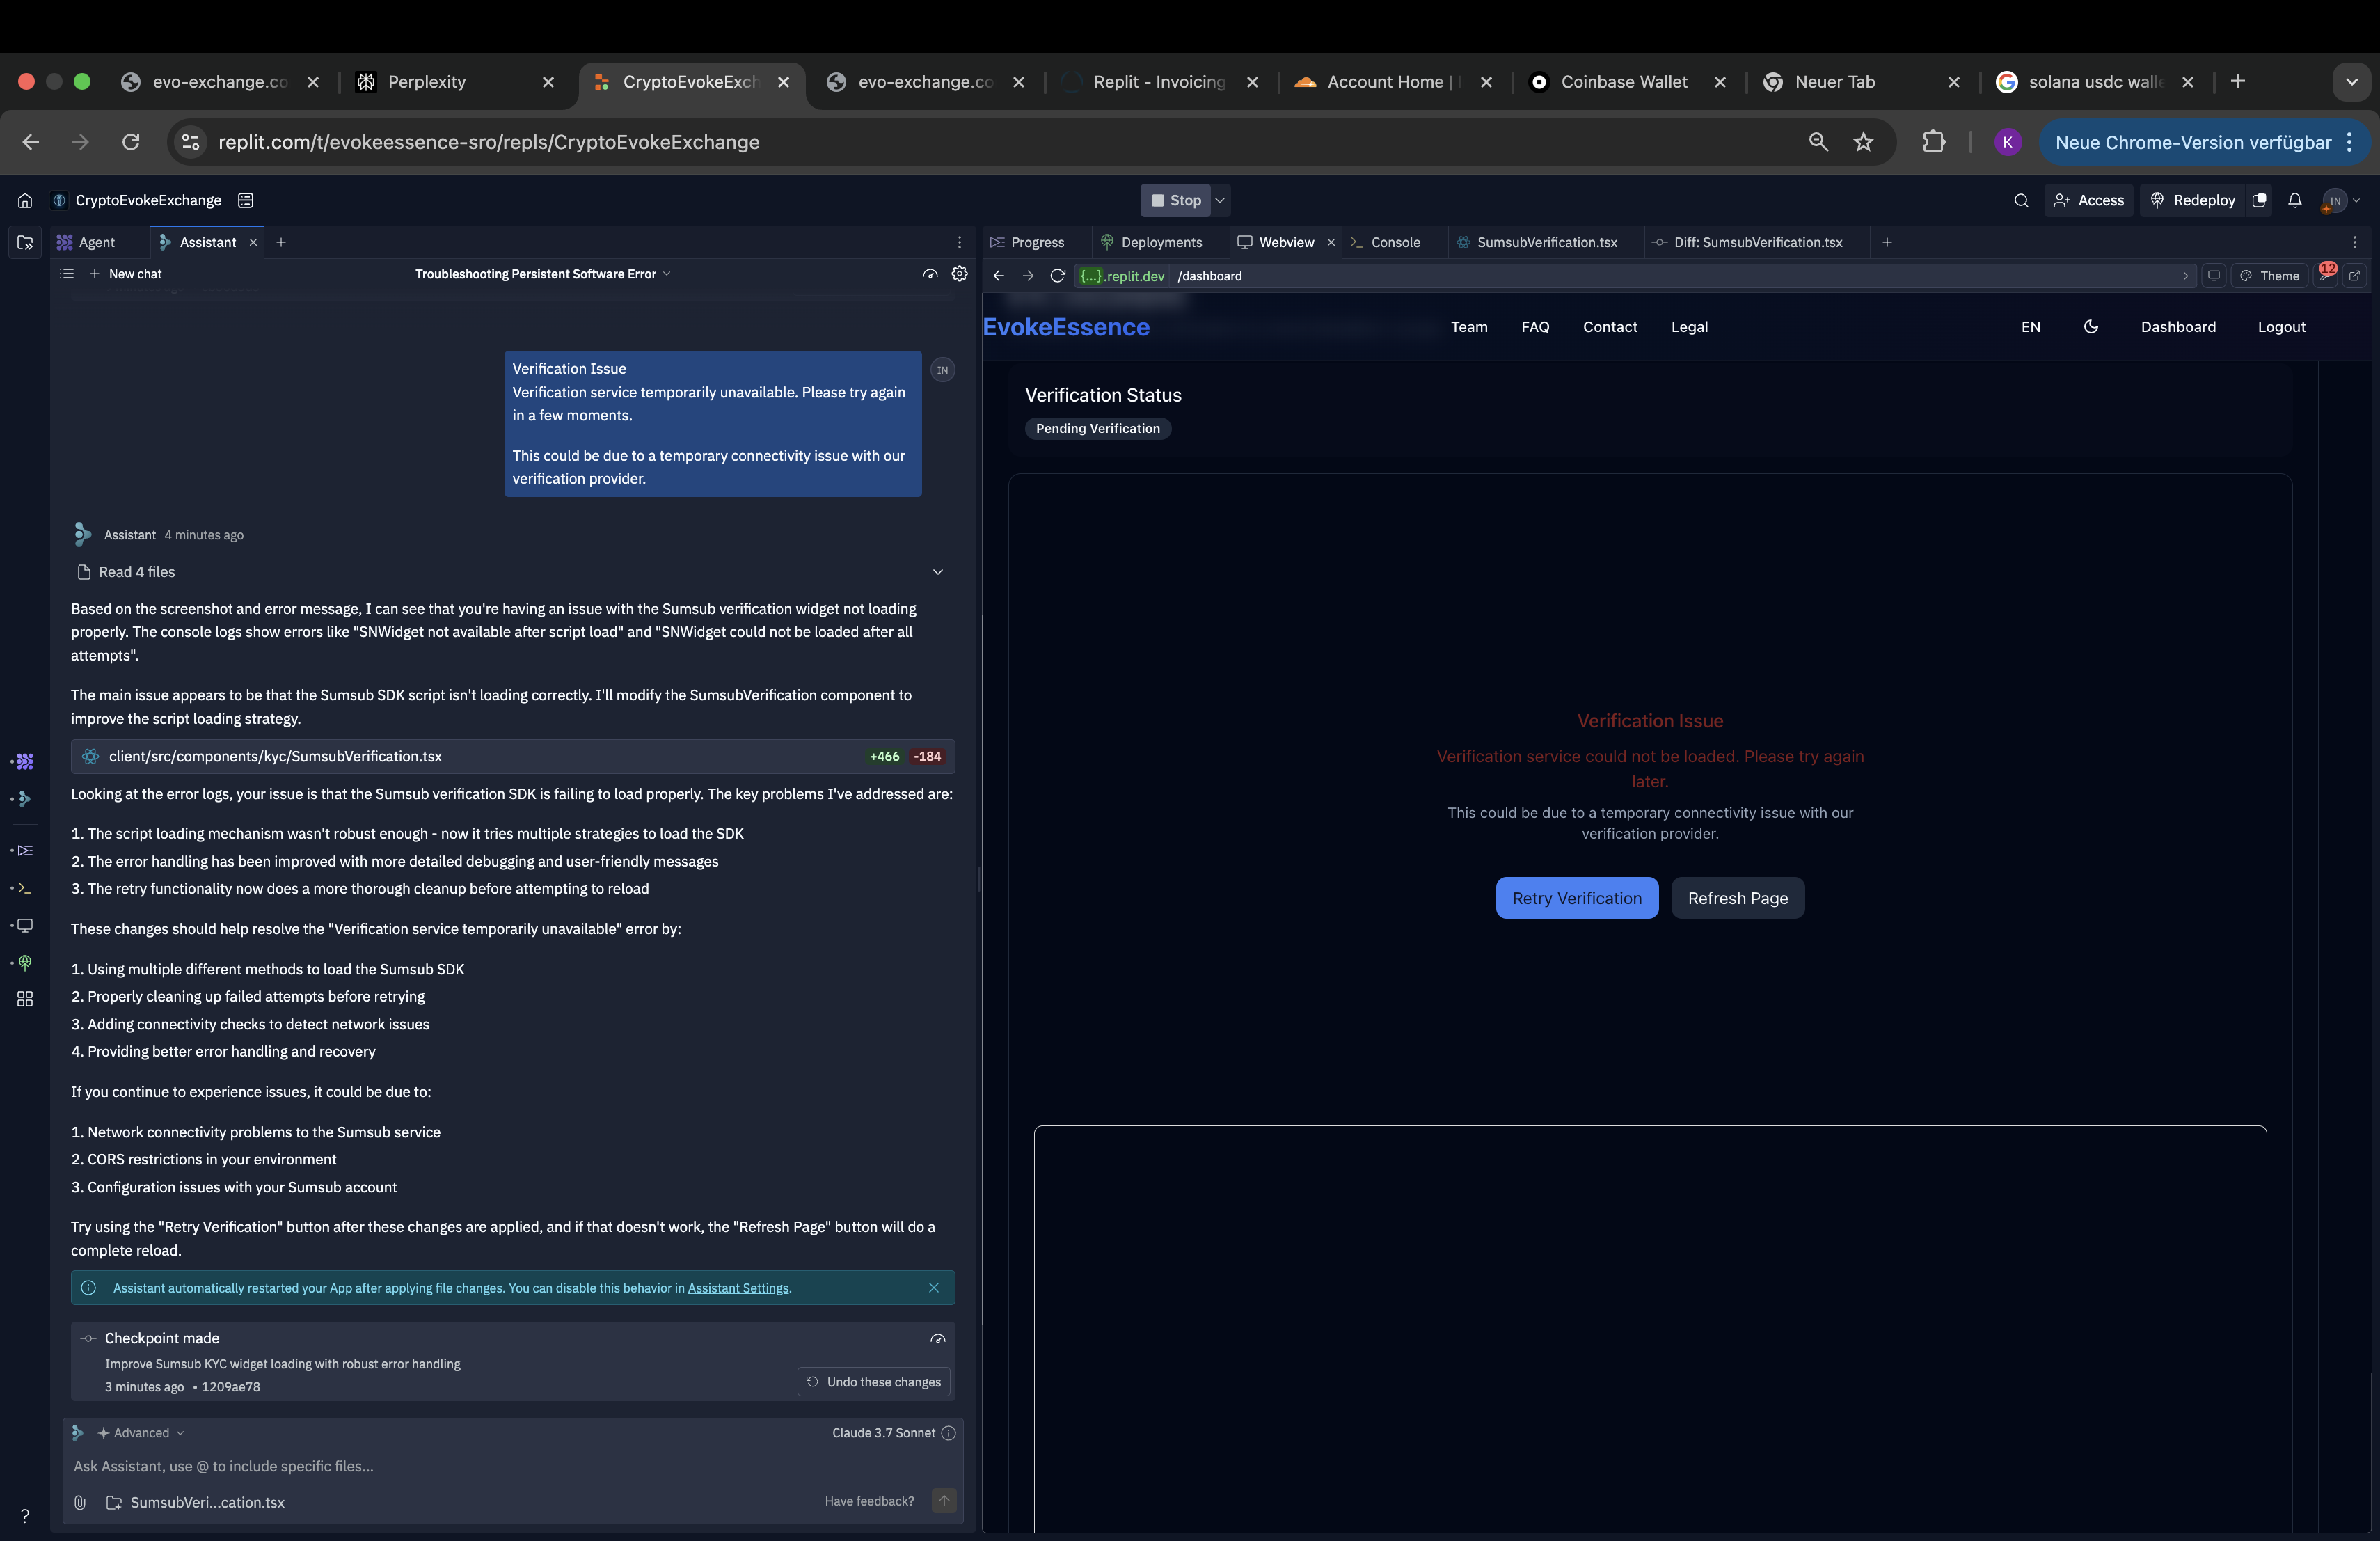 evo-exchange.co
Perplexity
CryptoEvokeExch
evo-exchange.co
Replit - Invoicing
Account Home |
Coinbase Wallet
Neuer Tab
solana usdc walle
replit.com/t/evokeessence-sro/repls/CryptoEvokeExchange
K
Neue Chrome-Version verfügbar
CryptoEvokeExchange
Stop
Access
Redeploy
IN
Agent
Assistant
New chat
Troubleshooting Persistent Software Error
Verification Issue
Verification service temporarily unavailable. Please try again
in a few moments.
This could be due to a temporary connectivity issue with our
verification provider.
IN
Assistant 4 minutes ago
Read 4 files
Based on the screenshot and error message, I can see that you're having an issue with the Sumsub verification widget not loading
properly. The console logs show errors like "SNWidget not available after script load" and "SNWidget could not be loaded after all
attempts".
The main issue appears to be that the Sumsub SDK script isn't loading correctly. I'll modify the SumsubVerification component to
improve the script loading strategy.
client/src/components/kyc/SumsubVerification.tsx +466 -184
Looking at the error logs, your issue is that the Sumsub verification SDK is failing to load properly. The key problems I've addressed are:
1. The script loading mechanism wasn't robust enough - now it tries multiple strategies to load the SDK
2. The error handling has been improved with more detailed debugging and user-friendly messages
3. The retry functionality now does a more thorough cleanup before attempting to reload
These changes should help resolve the "Verification service temporarily unavailable" error by:
1. Using multiple different methods to load the Sumsub SDK
2. Properly cleaning up failed attempts before retrying
3. Adding connectivity checks to detect network issues
4. Providing better error handling and recovery
If you continue to experience issues, it could be due to:
1. Network connectivity problems to the Sumsub service
2. CORS restrictions in your environment
3. Configuration issues with your Sumsub account
Try using the "Retry Verification" button after these changes are applied, and if that doesn't work, the "Refresh Page" button will do a
complete reload.
Assistant automatically restarted your App after applying file changes. You can disable this behavior in Assistant Settings.
Checkpoint made
Improve Sumsub KYC widget loading with robust error handling
3 minutes ago • 1209ae78
Undo these changes
Advanced
Claude 3.7 Sonnet
Ask Assistant, use @ to include specific files...
SumsubVeri...cation.tsx
Have feedback?
?
Progress
Deployments
Webview
Console
SumsubVerification.tsx
Diff: SumsubVerification.tsx
{...}.replit.dev /dashboard
Theme
12
EvokeEssence
Team
FAQ
Contact
Legal
EN
Dashboard
Logout
Verification Status
Pending Verification
Verification Issue
Verification service could not be loaded. Please try again
later.
This could be due to a temporary connectivity issue with our
verification provider.
Retry Verification
Refresh Page